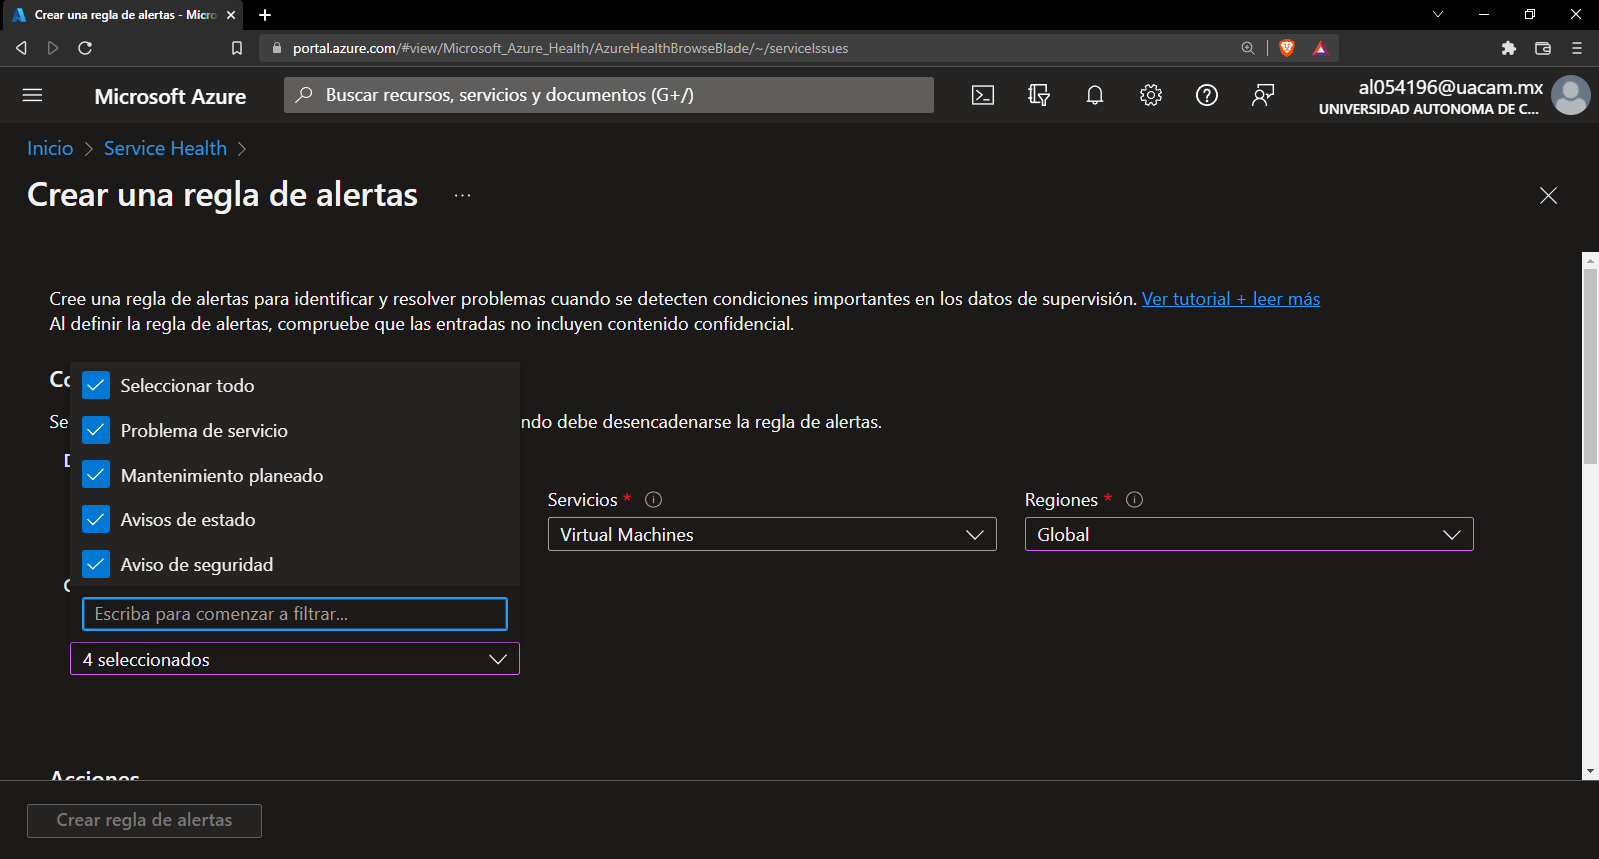 Crear una regla de alertas - Micro
portal.azure.com/#view/Microsoft_Azure_Health/AzureHealthBrowseBlade/~/serviceIssues
Microsoft Azure
Buscar recursos, servicios y documentos (G+/)
al054196@uacam.mx
UNIVERSIDAD AUTONOMA DE C...
Inicio > Service Health >
Crear una regla de alertas ...
Cree una regla de alertas para identificar y resolver problemas cuando se detecten condiciones importantes en los datos de supervisión. Ver tutorial + leer más
Al definir la regla de alertas, compruebe que las entradas no incluyen contenido confidencial.
Co
Seleccionar todo
Se
ndo debe desencadenarse la regla de alertas.
Problema de servicio
Mantenimiento planeado
Avisos de estado
Aviso de seguridad
Servicios *
Regiones *
Virtual Machines
Global
Escriba para comenzar a filtrar...
4 seleccionados
Acciones
Crear regla de alertas